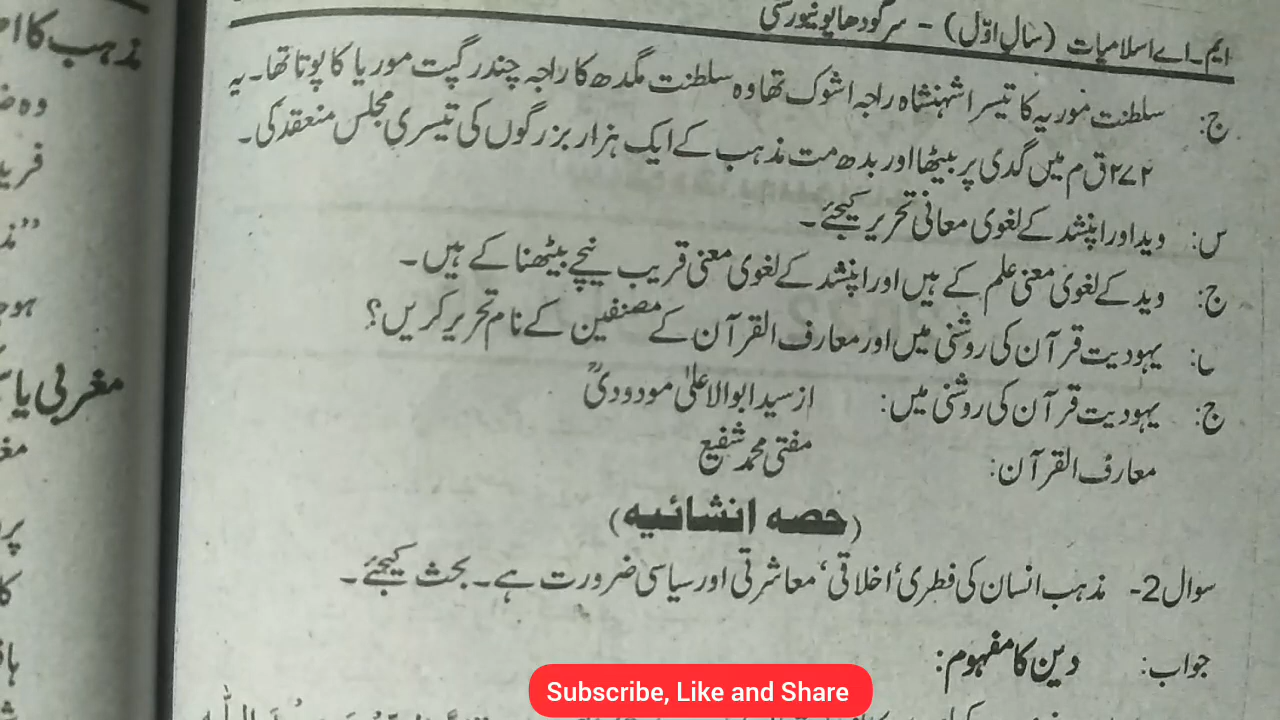 ایم۔اے اسلامیات (سال اوّل) - سرگودھا یونیورسٹی
ج: سلطنت موریہ کا تیسرا شہنشاہ راجہ اشوک تھا وہ سلطنت مگدھ کا راجہ چندر گپت موریا کا پوتا تھا۔ یہ
۲۷۲ ق م میں گدی پر بیٹھا اور بدھ مت مذہب کے ایک ہزار بزرگوں کی تیسری مجلس منعقد کی۔
س: وید اور اپنشد کے لغوی معانی تحریر کیجئے۔
ج: وید کے لغوی معنی علم کے ہیں اور اپنشد کے لغوی معنی قریب نیچے بیٹھنا کے ہیں۔
یہودیت قرآن کی روشنی میں اور معارف القرآن کے مصنفین کے نام تحریر کریں؟
ج: یہودیت قرآن کی روشنی میں: از سید ابوالاعلیٰ مودودیؒ
معارف القرآن: مفتی محمد شفیع
(حصہ انشائیہ)
سوال 2- مذہب انسان کی فطری، اخلاقی، معاشرتی اور سیاسی ضرورت ہے۔ بحث کیجئے۔
جواب: دین کا مفہوم:
Subscribe, Like and Share
مذہب کا
وہ
مغربی یا